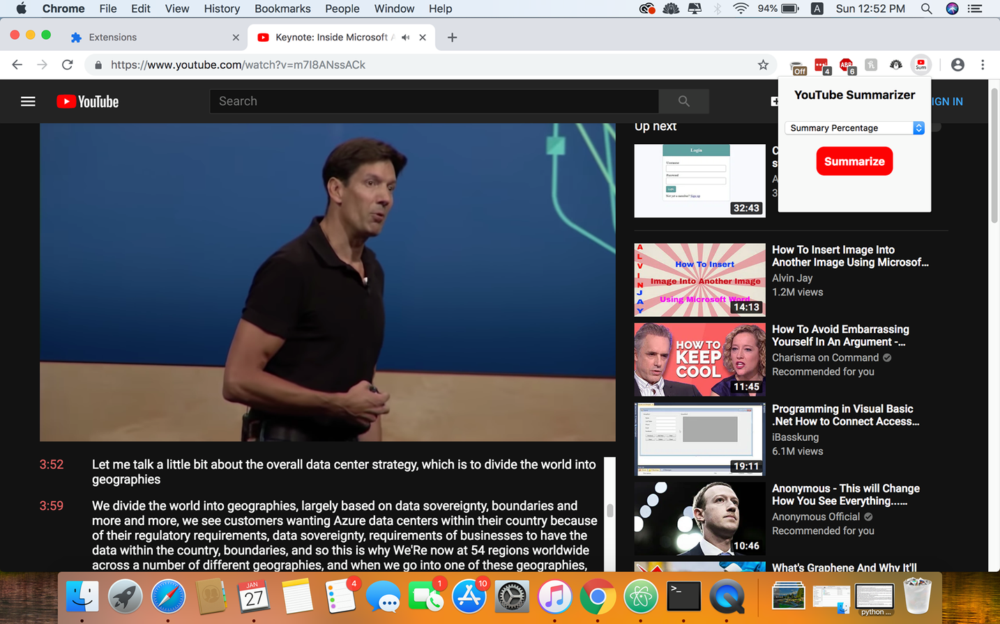 Chrome File Edit View History Bookmarks People Window Help 94% A Sun 12:52 PM
Extensions Keynote: Inside Microsoft A
https://www.youtube.com/watch?v=m7I8ANssACk Off 4 ABP 6 Sum
YouTube Search IGN IN
YouTube Summarizer
Summary Percentage
Summarize
Up next
Login
Username
Password
Login
Not yet a member? Sign up
32:43
C
s
A
3
ALVINJAY
How To Insert
Image Into Another Image
Using Microsoft Word
14:13
How To Insert Image Into
Another Image Using Microsof...
Alvin Jay
1.2M views
HOW TO
KEEP
COOL
11:45
How To Avoid Embarrassing
Yourself In An Argument -...
Charisma on Command
Recommended for you
19:11
Programming in Visual Basic
.Net How to Connect Access...
iBasskung
6.1M views
10:46
Anonymous - This will Change
How You See Everything......
Anonymous Official
Recommended for you
What's Graphene And Why It'll
3:52 Let me talk a little bit about the overall data center strategy, which is to divide the world into
geographies
3:59 We divide the world into geographies, largely based on data sovereignty, boundaries and
more and more, we see customers wanting Azure data centers within their country because
of their regulatory requirements, data sovereignty, requirements of businesses to have the
data within the country, boundaries, and so this is why We'Re now at 54 regions worldwide
across a number of different geographies, and when we go into one of these geographies,
JAN
27
4
1
10
>_
python ...